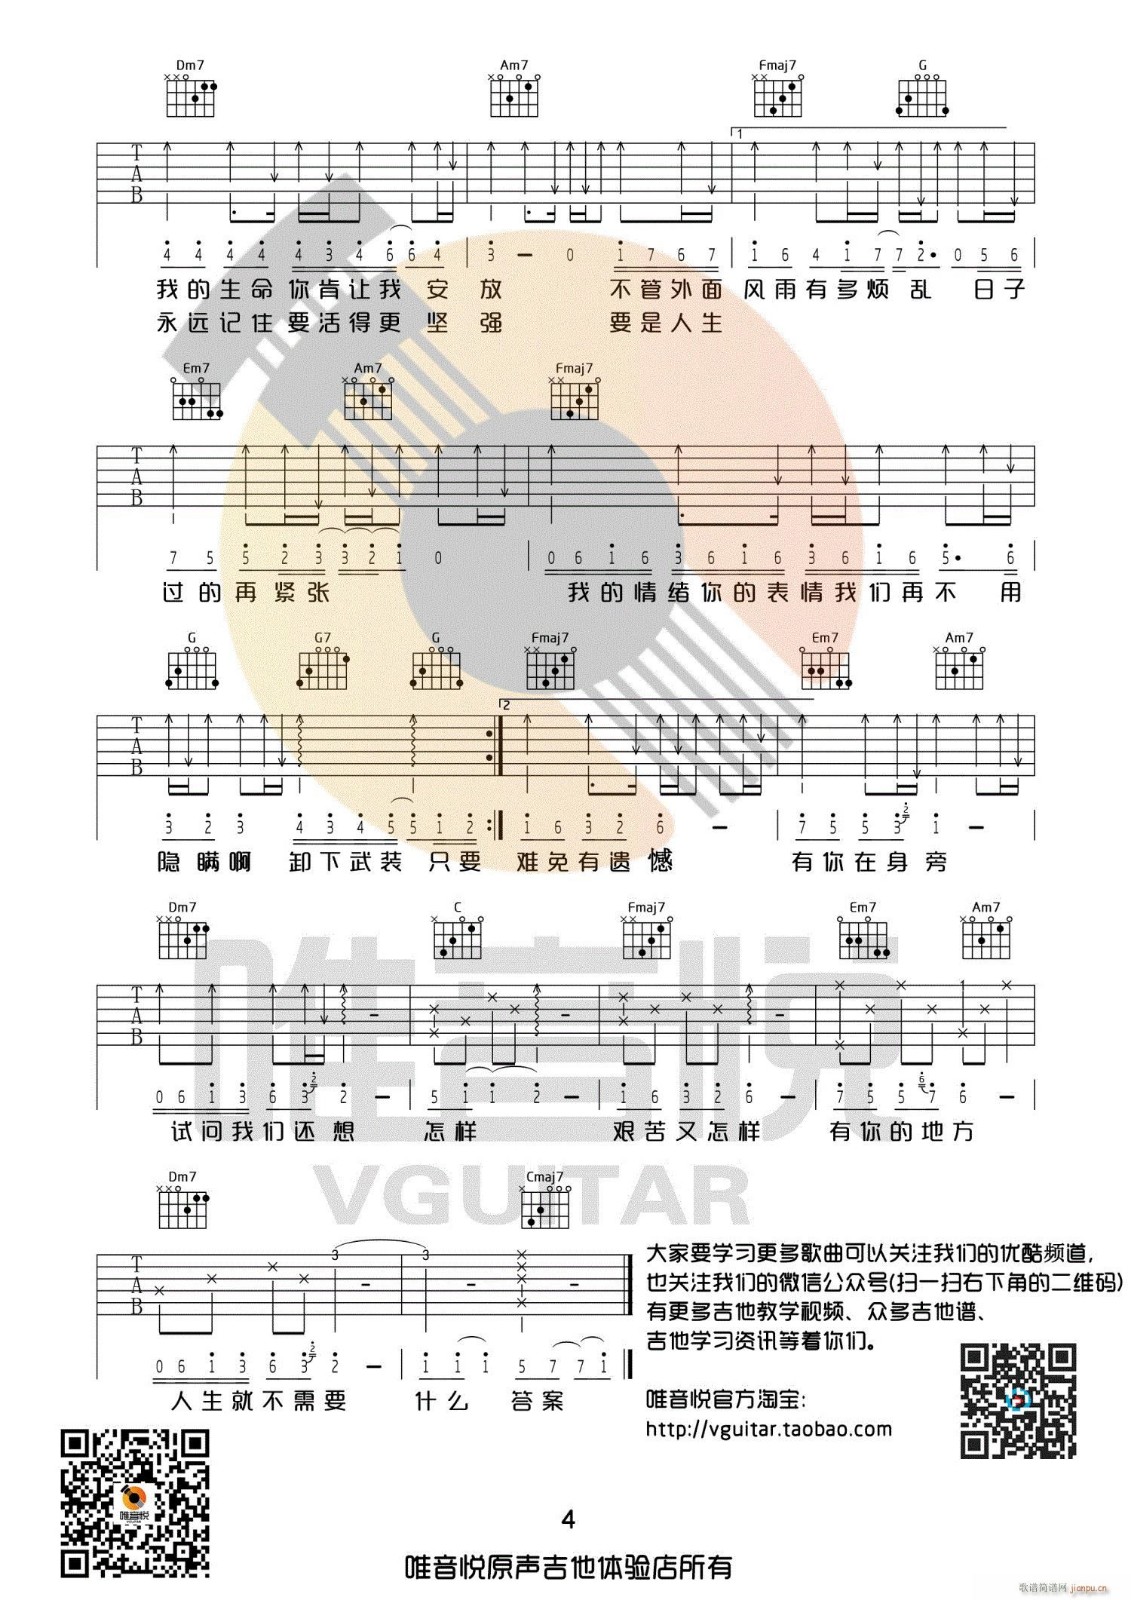 Dm7 Am7 Fmaj7 G
1
T
A
B
4 4 4 4 4 3 4 6 6 4 3 - 0 1 7 6 7 1 6 4 1 7 7 2• 0 5 6
我的生命你肯让我 安 放 不管外面 风雨有多烦 乱 日子
永远记住要活得更 坚 强 要是人生
Em7 Am7 Fmaj7
T
A
B
7 5 5 2 3 3 2 1 0 0 6 1 6 3 6 1 6 3 6 1 6 5• 6
过的再紧张 我的情绪你的表情我们再不 用
G G7 G Fmaj7 Em7 Am7
2
T
A
B
3 2 3 4 3 4 5 5 1 2 1 6 3 2 6 - 7 5 5 3 2 1 -
隐瞒啊 卸下武装 只要 难免有遗憾 有你在身旁
Dm7 C Fmaj7 Em7 Am7
T
A
B
1
0 6 1 3 6 3 2 2 - 5 1 1 2 - 6 1 3 2 6 - 7 5 5 6 7 6 -
试问我们还 想 怎样 艰苦又怎样 有你的地方
唯音悦
VGUITAR
Dm7 Cmaj7
T
A
B
3 3
0 6 1 3 6 3 2 2 - 1 1 1 5 7 7 1
人生就不需要 什么 答案
大家要学习更多歌曲可以关注我们的优酷频道,
也关注我们的微信公众号(扫一扫右下角的二维码)
有更多吉他教学视频、众多吉他谱、
吉他学习资讯等着你们。
唯音悦官方淘宝:
http://vguitar.taobao.com
唯音悦
VGUITAR
4
唯音悦原声吉他体验店所有
歌谱简谱网 jianpu.cn